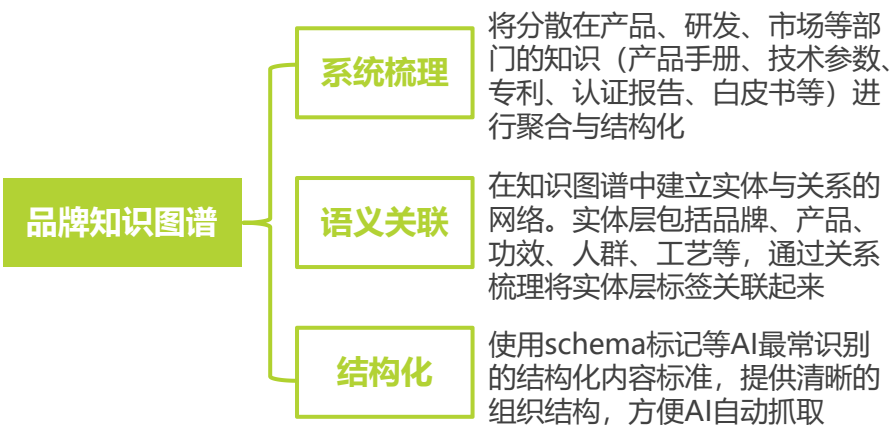 品牌知识图谱
系统梳理
将分散在产品、研发、市场等部
门的知识（产品手册、技术参数、
专利、认证报告、白皮书等）进
行聚合与结构化
语义关联
在知识图谱中建立实体与关系的
网络。实体层包括品牌、产品、
功效、人群、工艺等，通过关系
梳理将实体层标签关联起来
结构化
使用schema标记等AI最常识别
的结构化内容标准，提供清晰的
组织结构，方便AI自动抓取